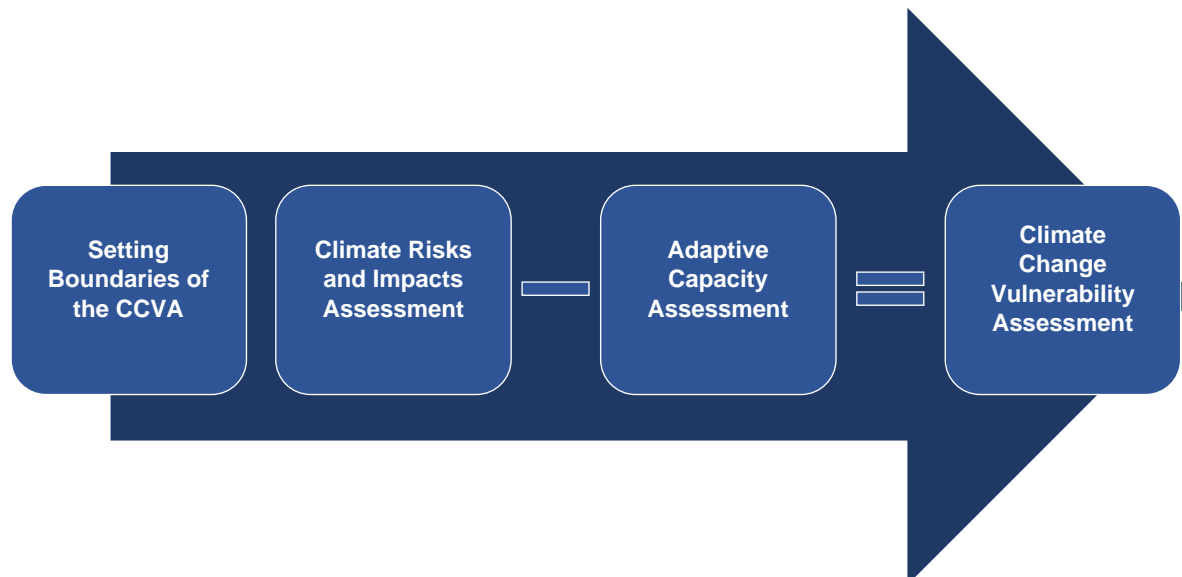 Setting
Boundaries of
the CCVA
Climate Risks
and Impacts
Assessment
Adaptive
Capacity
Assessment
Climate
Change
Vulnerability
Assessment